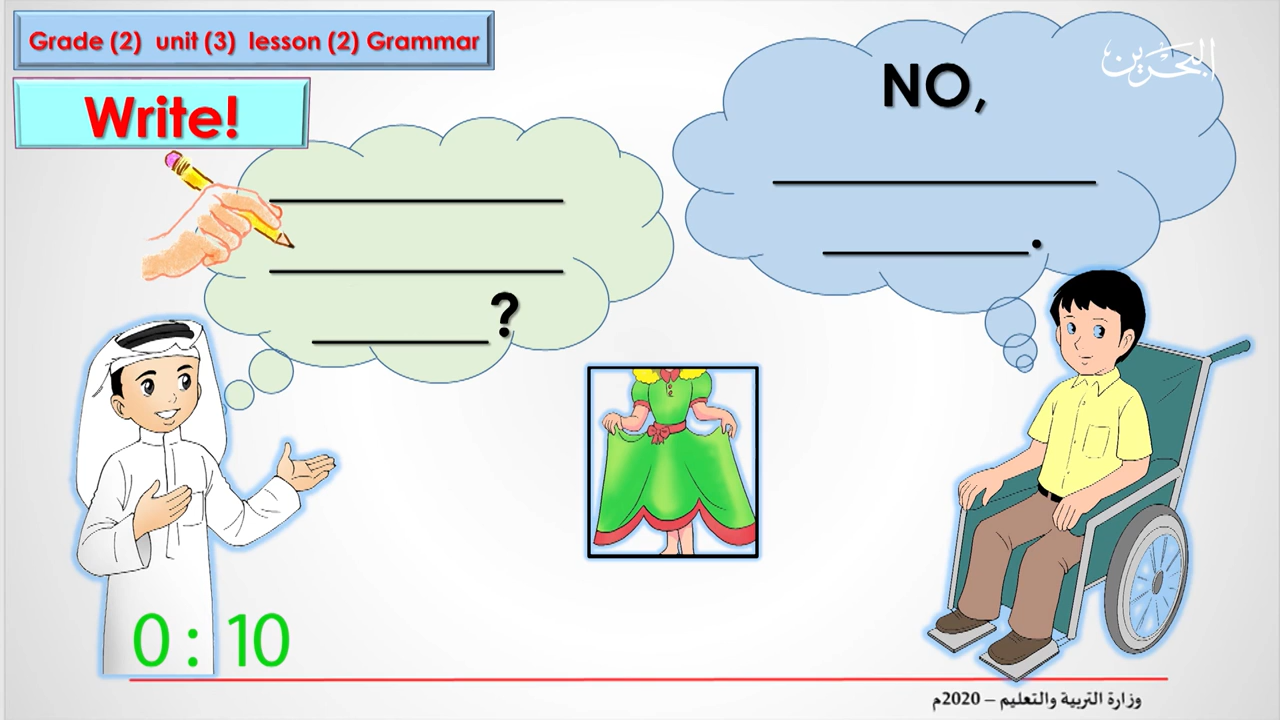 Grade (2) unit (3) lesson (2) Grammar
Write!
البحرين
NO,
.
?
0 : 10
وزارة التربية والتعليم – 2020م